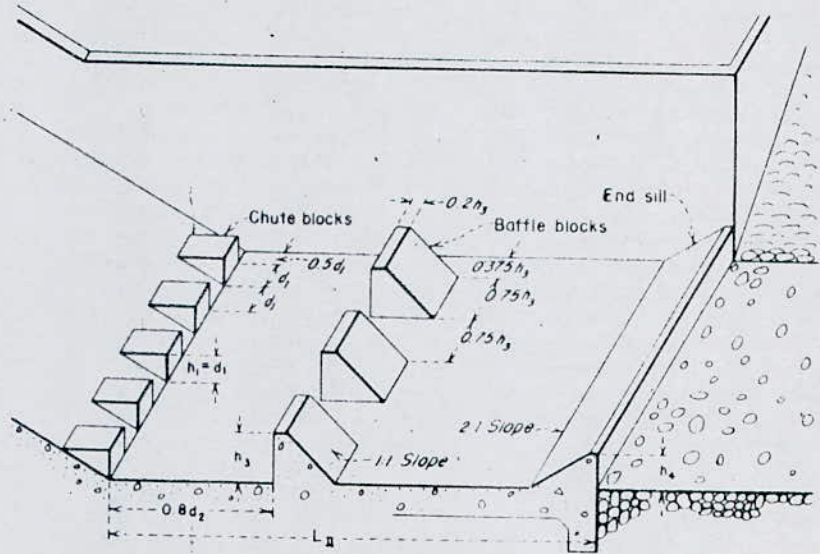 0.2h₃
End sill
Chute blocks
Baffle blocks
0.5d₁
0.375h₃
d₁
0.75h₃
d₁
0.75h₃
h₁=d₁
2:1 Slope
h₃
1:1 Slope
h₄
0.8d₂
L_II